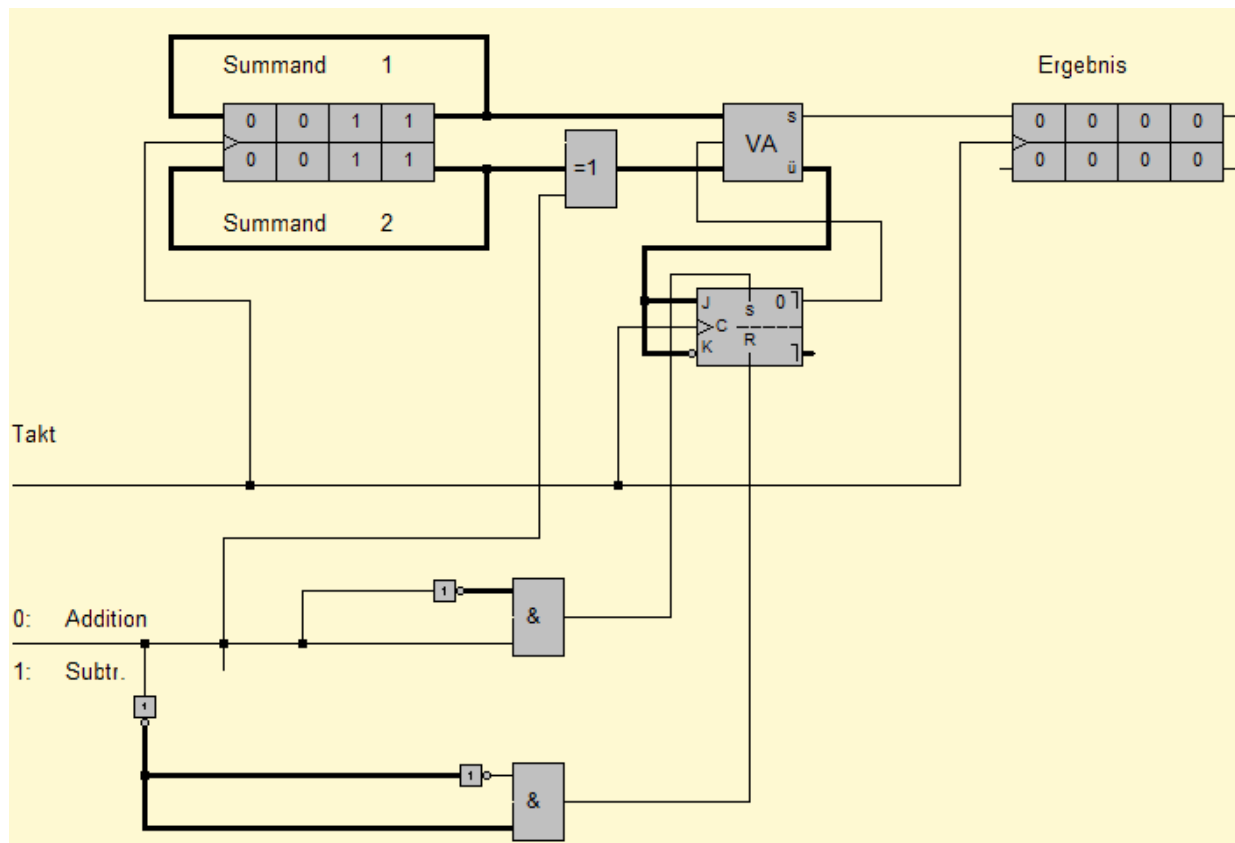 Summand 1
Ergebnis
0 0 1 1
0 0 1 1
=1
VA
s
ü
0 0 0 0
0 0 0 0
Summand 2
J
S
0
C
K
R
Takt
1
&
0: Addition
1: Subtr.
1
1
&